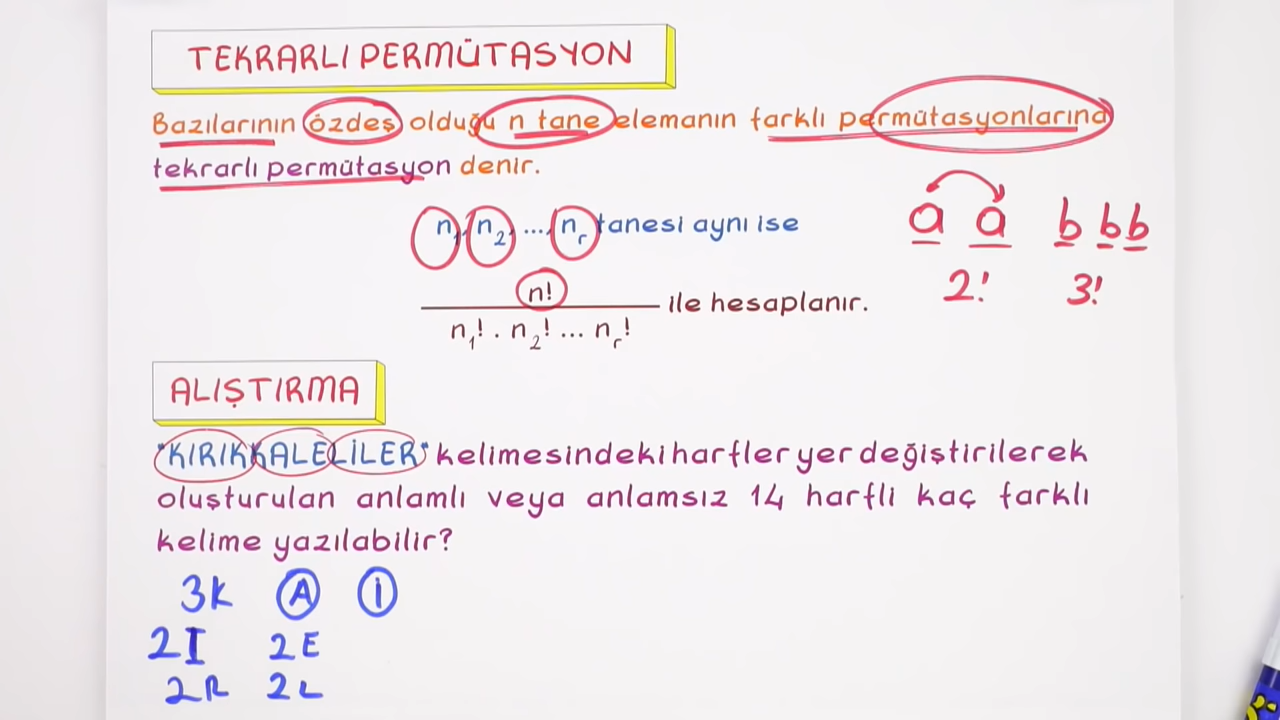 TEKRARLI PERMÜTASYON
Bazılarının özdeş olduğu n tane elemanın farklı permütasyonlarına
tekrarlı permütasyon denir.
n₁, n₂, ..., nᵣ tanesi aynı ise
a a b b b
2! 3!
n!
n₁! . n₂! ... nᵣ!
ile hesaplanır.
ALIŞTIRMA
"KIRIKKALELİLER" kelimesindeki harfler yer değiştirilerek
oluşturulan anlamlı veya anlamsız 14 harfli kaç farklı
kelime yazılabilir?
3K A İ
2I 2E
2R 2L